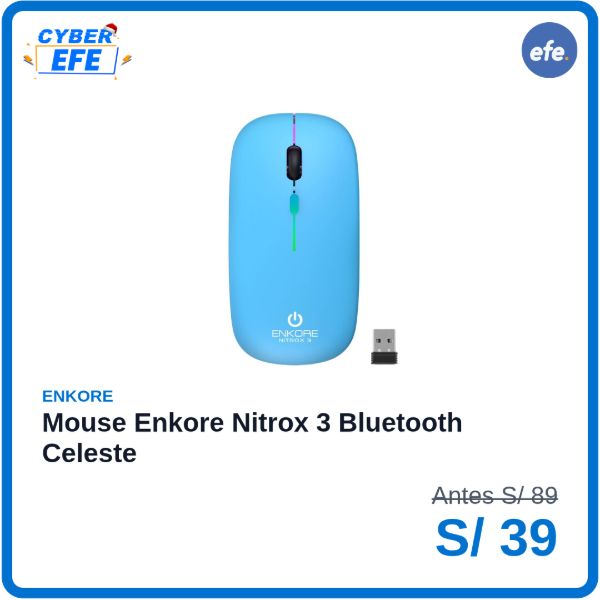 CYBER
EFE
efe.
ENKORE
NITROX 3
ENKORE
Mouse Enkore Nitrox 3 Bluetooth
Celeste
Antes S/ 89
S/ 39